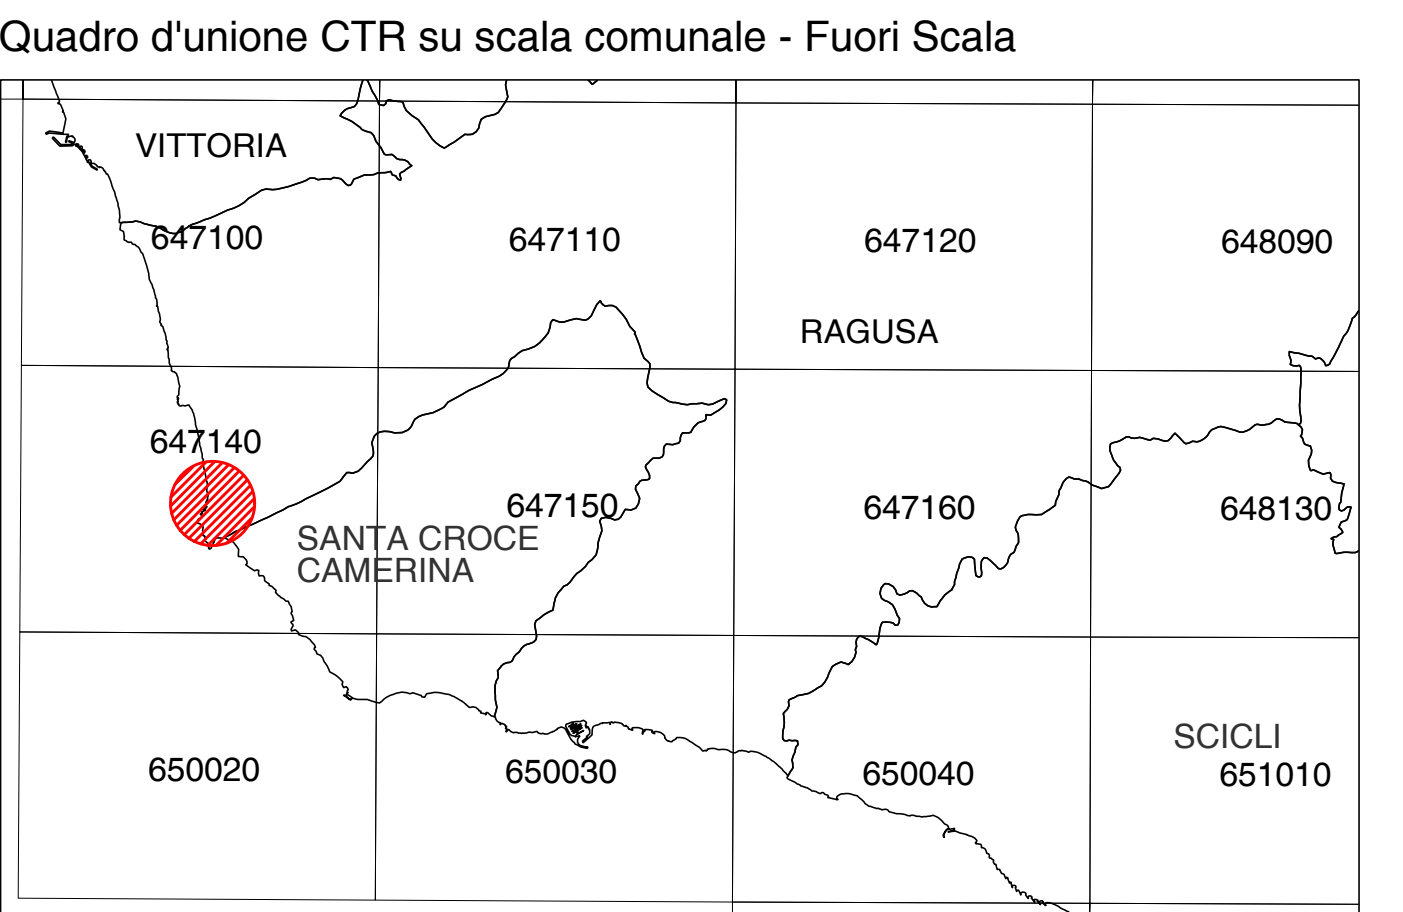 Quadro d'unione CTR su scala comunale - Fuori Scala
VITTORIA
647100
647110
647120
648090
RAGUSA
647140
647150
647160
648130
SANTA CROCE
CAMERINA
SCICLI
650020
650030
650040
651010